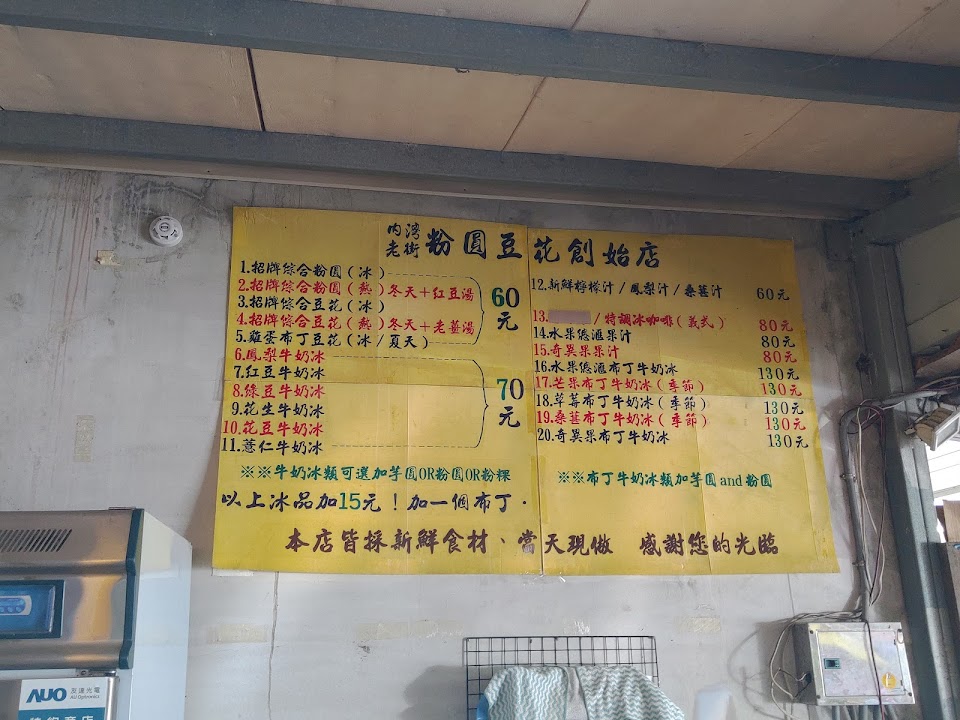 內灣老街 粉圓豆花創始店
1.招牌綜合粉圓(冰)
2.招牌綜合粉圓(熱)冬天+红豆湯
3.招牌綜合豆花(冰)
4.招牌綜合豆花(熱)冬天+老薑湯
5.雞蛋布丁豆花(冰/夏天)
60元
6.鳳梨牛奶冰
7.红豆牛奶冰
8.綠豆牛奶冰
9.花生牛奶冰
10.花豆牛奶冰
11.薏仁牛奶冰
70元
※※牛奶冰類可選加芋圓OR粉圓OR粉粿
以上冰品加15元!加一個布丁.
12.新鮮檸檬汁/鳳梨汁/桑葚汁 60元
13. /特調冰咖啡(義式) 80元
14.水果總滙果汁 80元
15.奇異果果汁 80元
16.水果總滙布丁牛奶冰 130元
17.芒果布丁牛奶冰(季節) 130元
18.草莓布丁牛奶冰(季節) 130元
19.桑葚布丁牛奶冰(季節) 130元
20.奇異果布丁牛奶冰 130元
※※布丁牛奶冰類加芋圓and粉圓
本店皆採新鮮食材、當天現做 感謝您的光臨
AUO 友達光電
AU Optronics